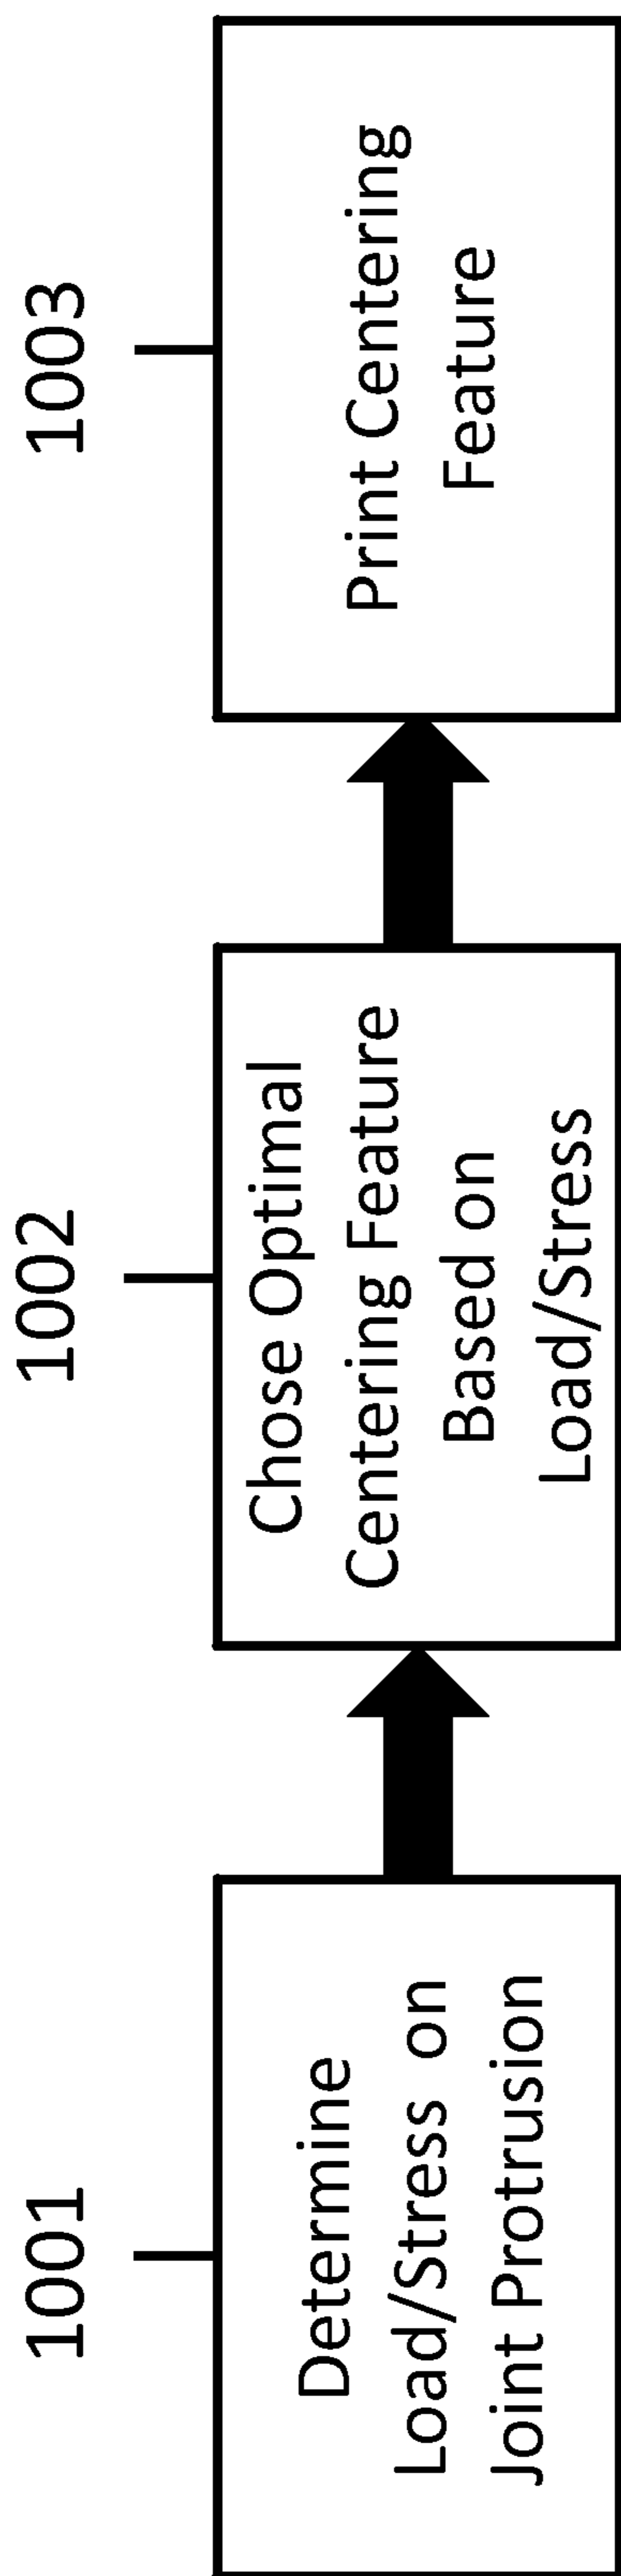 1001
Determine
Load/Stress on
Joint Protrusion
1002
Chose Optimal
Centering Feature
Based on
Load/Stress
1003
Print Centering
Feature